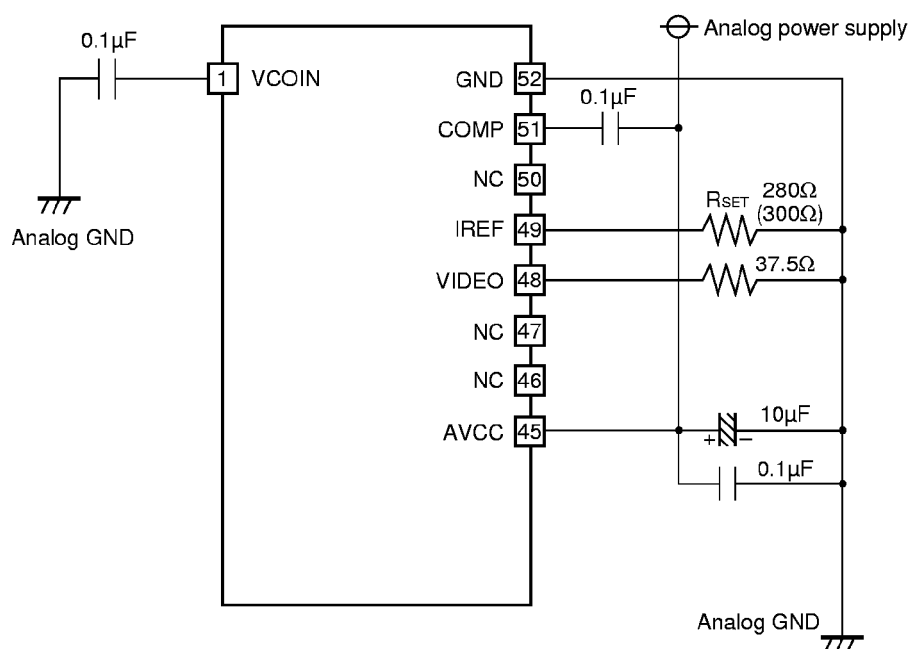 Analog power supply
0.1µF
1 VCOIN
GND 52
0.1µF
COMP 51
NC 50
RSET 280Ω
(300Ω)
IREF 49
37.5Ω
VIDEO 48
NC 47
NC 46
10µF
AVCC 45
+ –
0.1µF
Analog GND
Analog GND